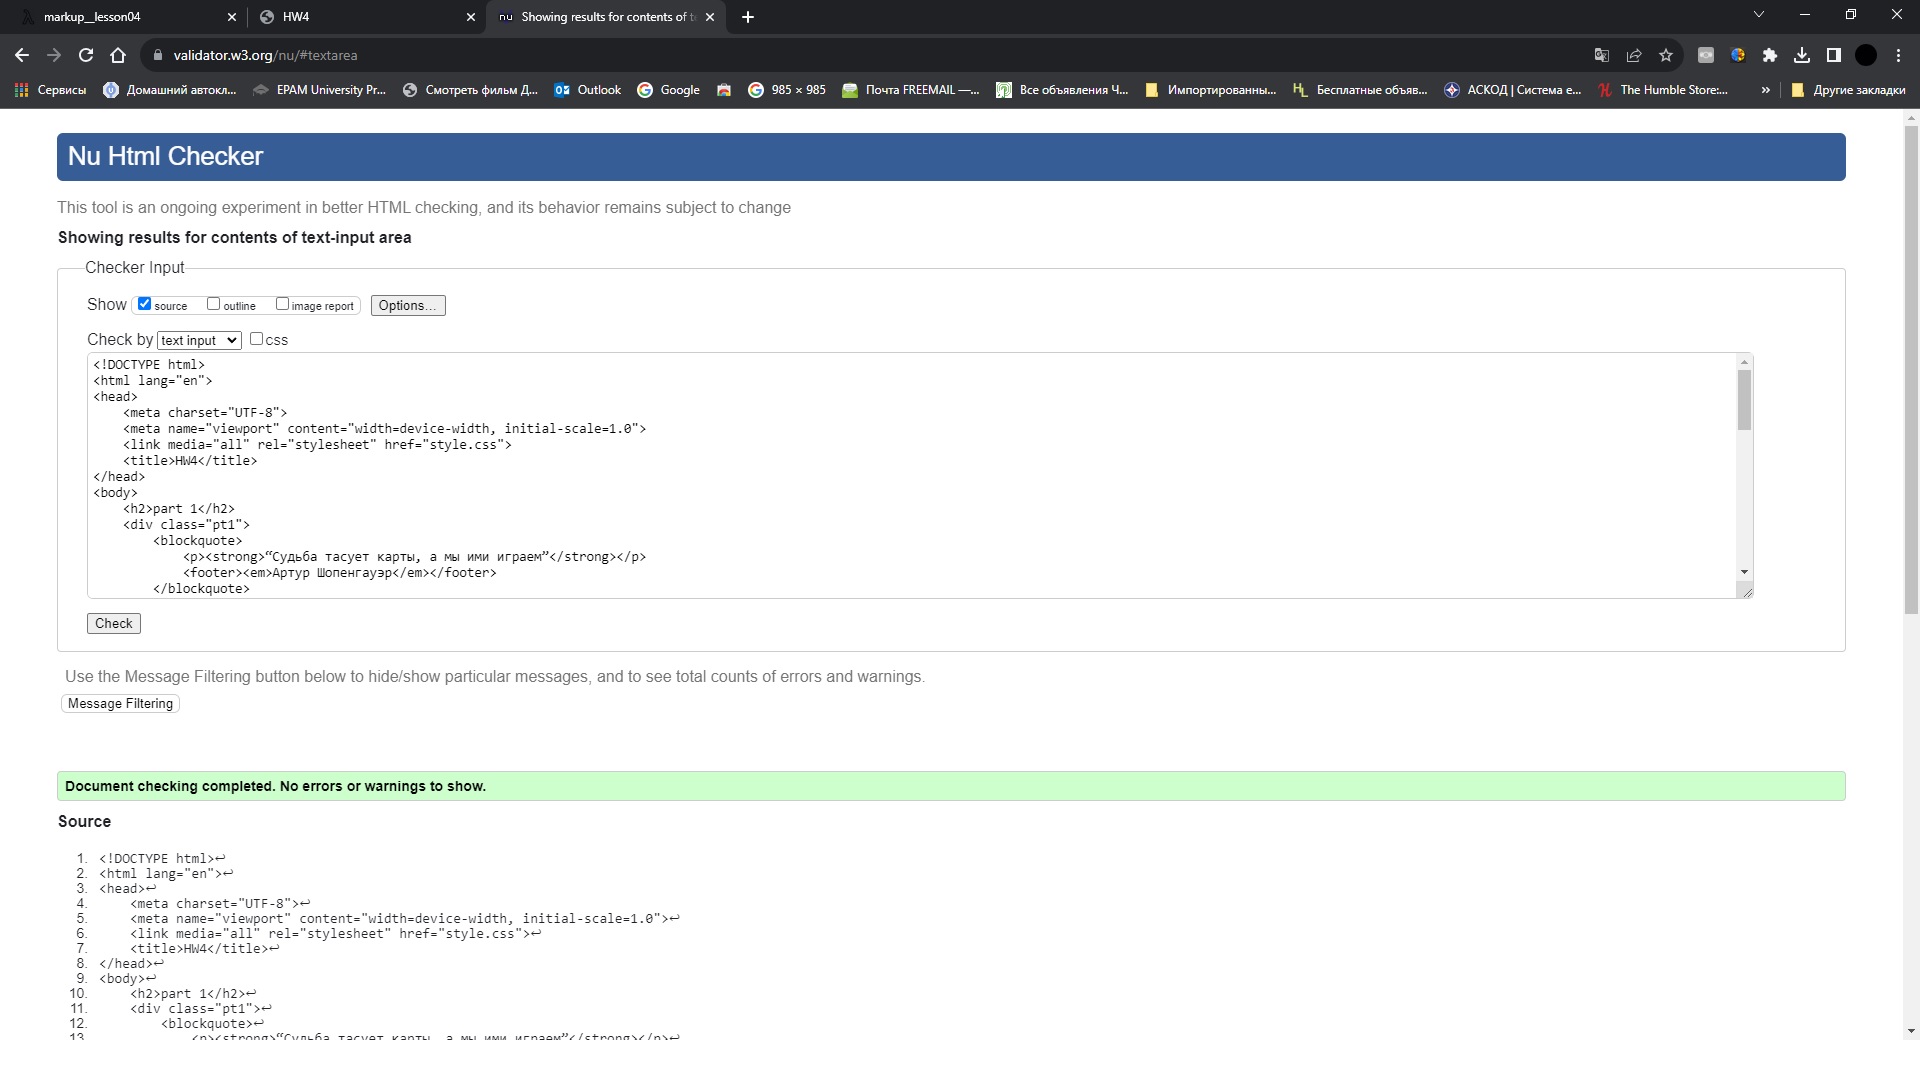 markup__lesson04
HW4
Showing results for contents of te
validator.w3.org/nu/#textarea
Сервисы
Домашний автокл...
EPAM University Pr...
Смотреть фильм Д...
Outlook
Google
985 × 985
Почта FREEMAIL —...
Все объявления Ч...
Импортированны...
Бесплатные объяв...
АСКОД | Система е...
The Humble Store:...
»
Другие закладки
Nu Html Checker
This tool is an ongoing experiment in better HTML checking, and its behavior remains subject to change
Showing results for contents of text-input area
Checker Input
Show source outline image report Options...
Check by text input css
<!DOCTYPE html>
<html lang="en">
<head>
    <meta charset="UTF-8">
    <meta name="viewport" content="width=device-width, initial-scale=1.0">
    <link media="all" rel="stylesheet" href="style.css">
    <title>HW4</title>
</head>
<body>
    <h2>part 1</h2>
    <div class="pt1">
        <blockquote>
            <p><strong>“Судьба тасует карты, а мы ими играем”</strong></p>
            <footer><em>Артур Шопенгауэр</em></footer>
        </blockquote>
Check
Use the Message Filtering button below to hide/show particular messages, and to see total counts of errors and warnings.
Message Filtering
Document checking completed. No errors or warnings to show.
Source
1. <!DOCTYPE html>↩
2. <html lang="en">↩
3. <head>↩
4.     <meta charset="UTF-8">↩
5.     <meta name="viewport" content="width=device-width, initial-scale=1.0">↩
6.     <link media="all" rel="stylesheet" href="style.css">↩
7.     <title>HW4</title>↩
8. </head>↩
9. <body>↩
10.     <h2>part 1</h2>↩
11.     <div class="pt1">↩
12.         <blockquote>↩
13.             <p><strong>“Судьба тасует карты, а мы ими играем”</strong></p>↩